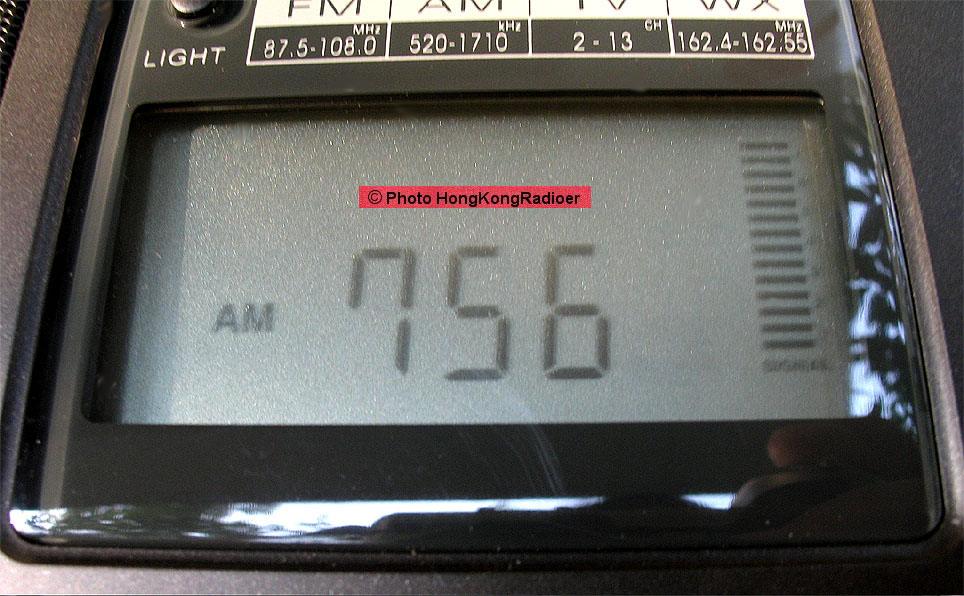 FM AM TV WX
LIGHT
MHz kHz CH MHz
87.5-108.0 520-1710 2 - 13 162.4-162.55
© Photo HongKongRadioer
AM 756